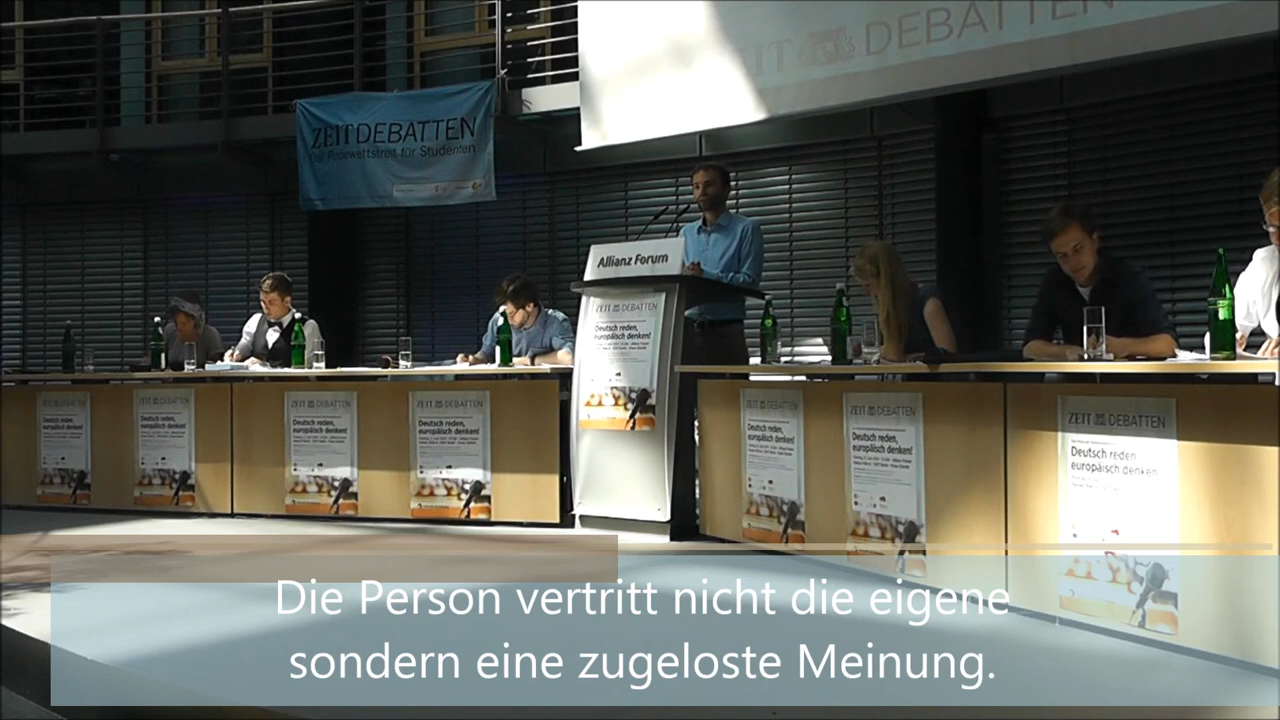 ZEIT DEBATTEN
ZEIT DEBATTEN
Der Redewettstreit für Studenten
Allianz Forum
ZEIT DEBATTEN
Deutsch reden,
europäisch denken!
ZEIT DEBATTEN
Deutsch reden,
europäisch denken!
ZEIT DEBATTEN
Deutsch reden,
europäisch denken!
ZEIT DEBATTEN
Deutsch reden,
europäisch denken!
ZEIT DEBATTEN
Deutsch reden,
europäisch denken!
ZEIT DEBATTEN
Deutsch reden,
europäisch denken!
ZEIT DEBATTEN
Deutsch reden,
europäisch denken!
ZEIT DEBATTEN
Deutsch reden
europäisch denken
Die Person vertritt nicht die eigene
sondern eine zugeloste Meinung.